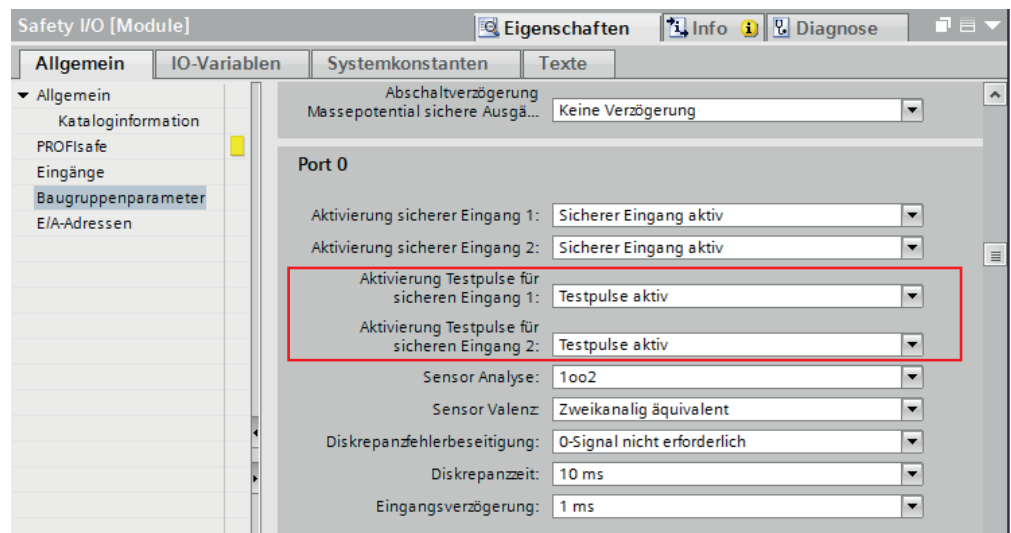 Safety I/O [Module]
Eigenschaften
Info
Diagnose
Allgemein
IO-Variablen
Systemkonstanten
Texte
Allgemein
Kataloginformation
PROFIsafe
Eingänge
Baugruppenparameter
E/A-Adressen
Abschaltverzögerung
Massepotential sichere Ausgä... Keine Verzögerung
Port 0
Aktivierung sicherer Eingang 1: Sicherer Eingang aktiv
Aktivierung sicherer Eingang 2: Sicherer Eingang aktiv
Aktivierung Testpulse für
sicheren Eingang 1: Testpulse aktiv
Aktivierung Testpulse für
sicheren Eingang 2: Testpulse aktiv
Sensor Analyse: 1oo2
Sensor Valenz Zweikanalig äquivalent
Diskrepanzfehlerbeseitigung: 0-Signal nicht erforderlich
Diskrepanzzeit: 10 ms
Eingangsverzögerung: 1 ms